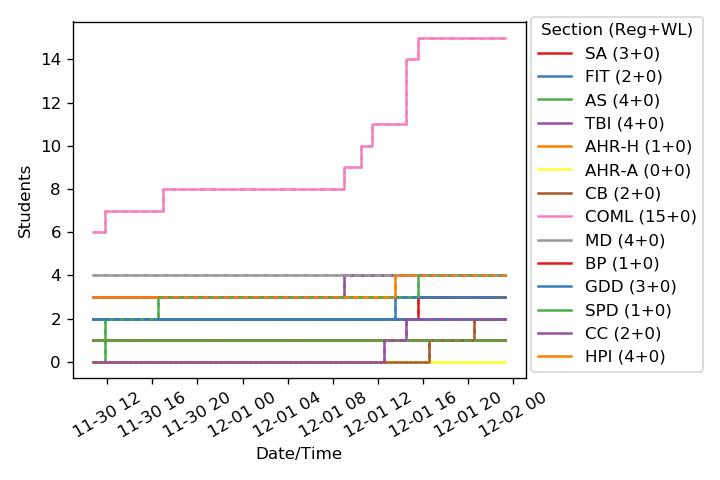 14
12
10
8
6
4
2
0
Students
11-30 12
11-30 16
11-30 20
12-01 00
12-01 04
12-01 08
12-01 12
12-01 16
12-01 20
12-02 00
Date/Time
Section (Reg+WL)
SA (3+0)
FIT (2+0)
AS (4+0)
TBI (4+0)
AHR-H (1+0)
AHR-A (0+0)
CB (2+0)
COML (15+0)
MD (4+0)
BP (1+0)
GDD (3+0)
SPD (1+0)
CC (2+0)
HPI (4+0)